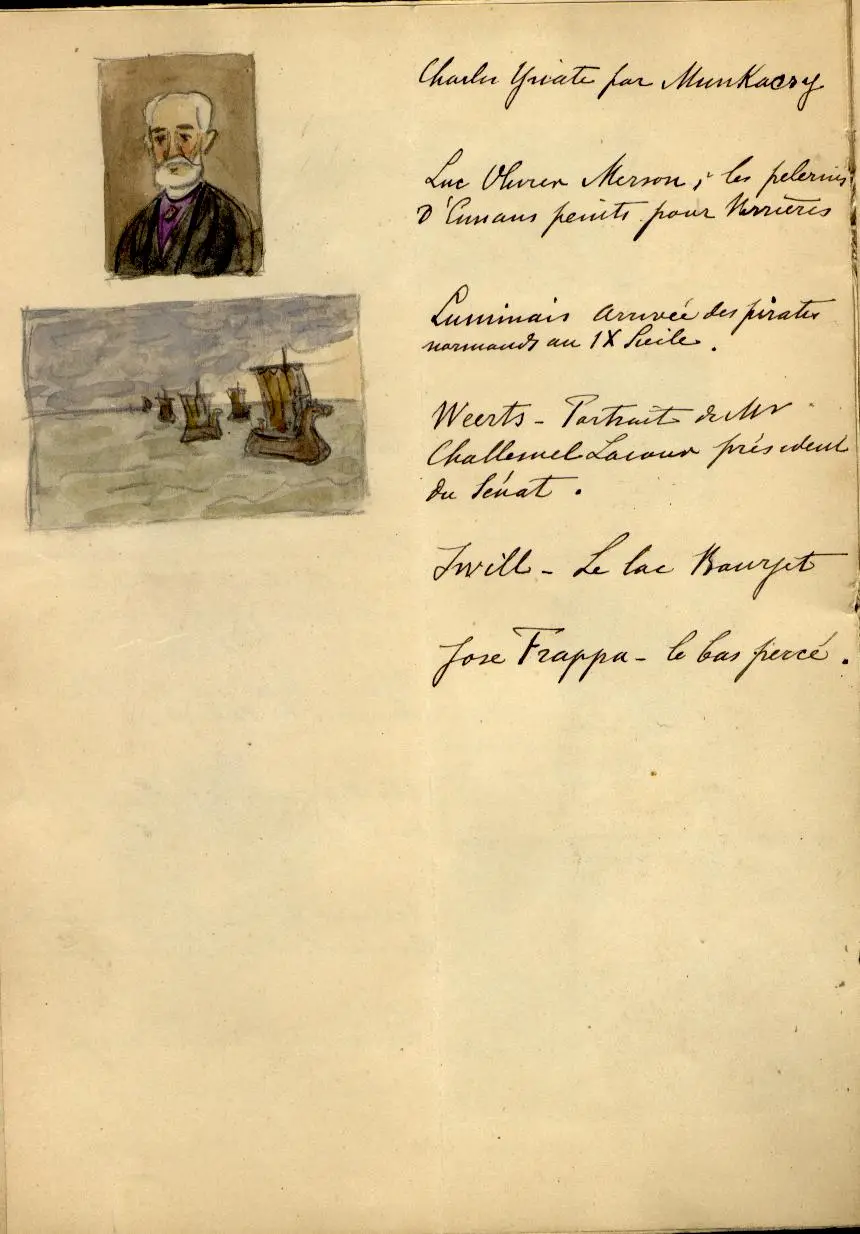 Charles Yriate par Munkacsy
Luc Olivier Merson, les pelerins
D'Emmaus peints pour Verrières
Luminais arrivée des pirates
normands au IX Siècle.
Weerts - Portrait de Mr
Challemel Lacour président
du Sénat.
Iwill - Le lac Bourget
Jose Frappa - le bas percé.